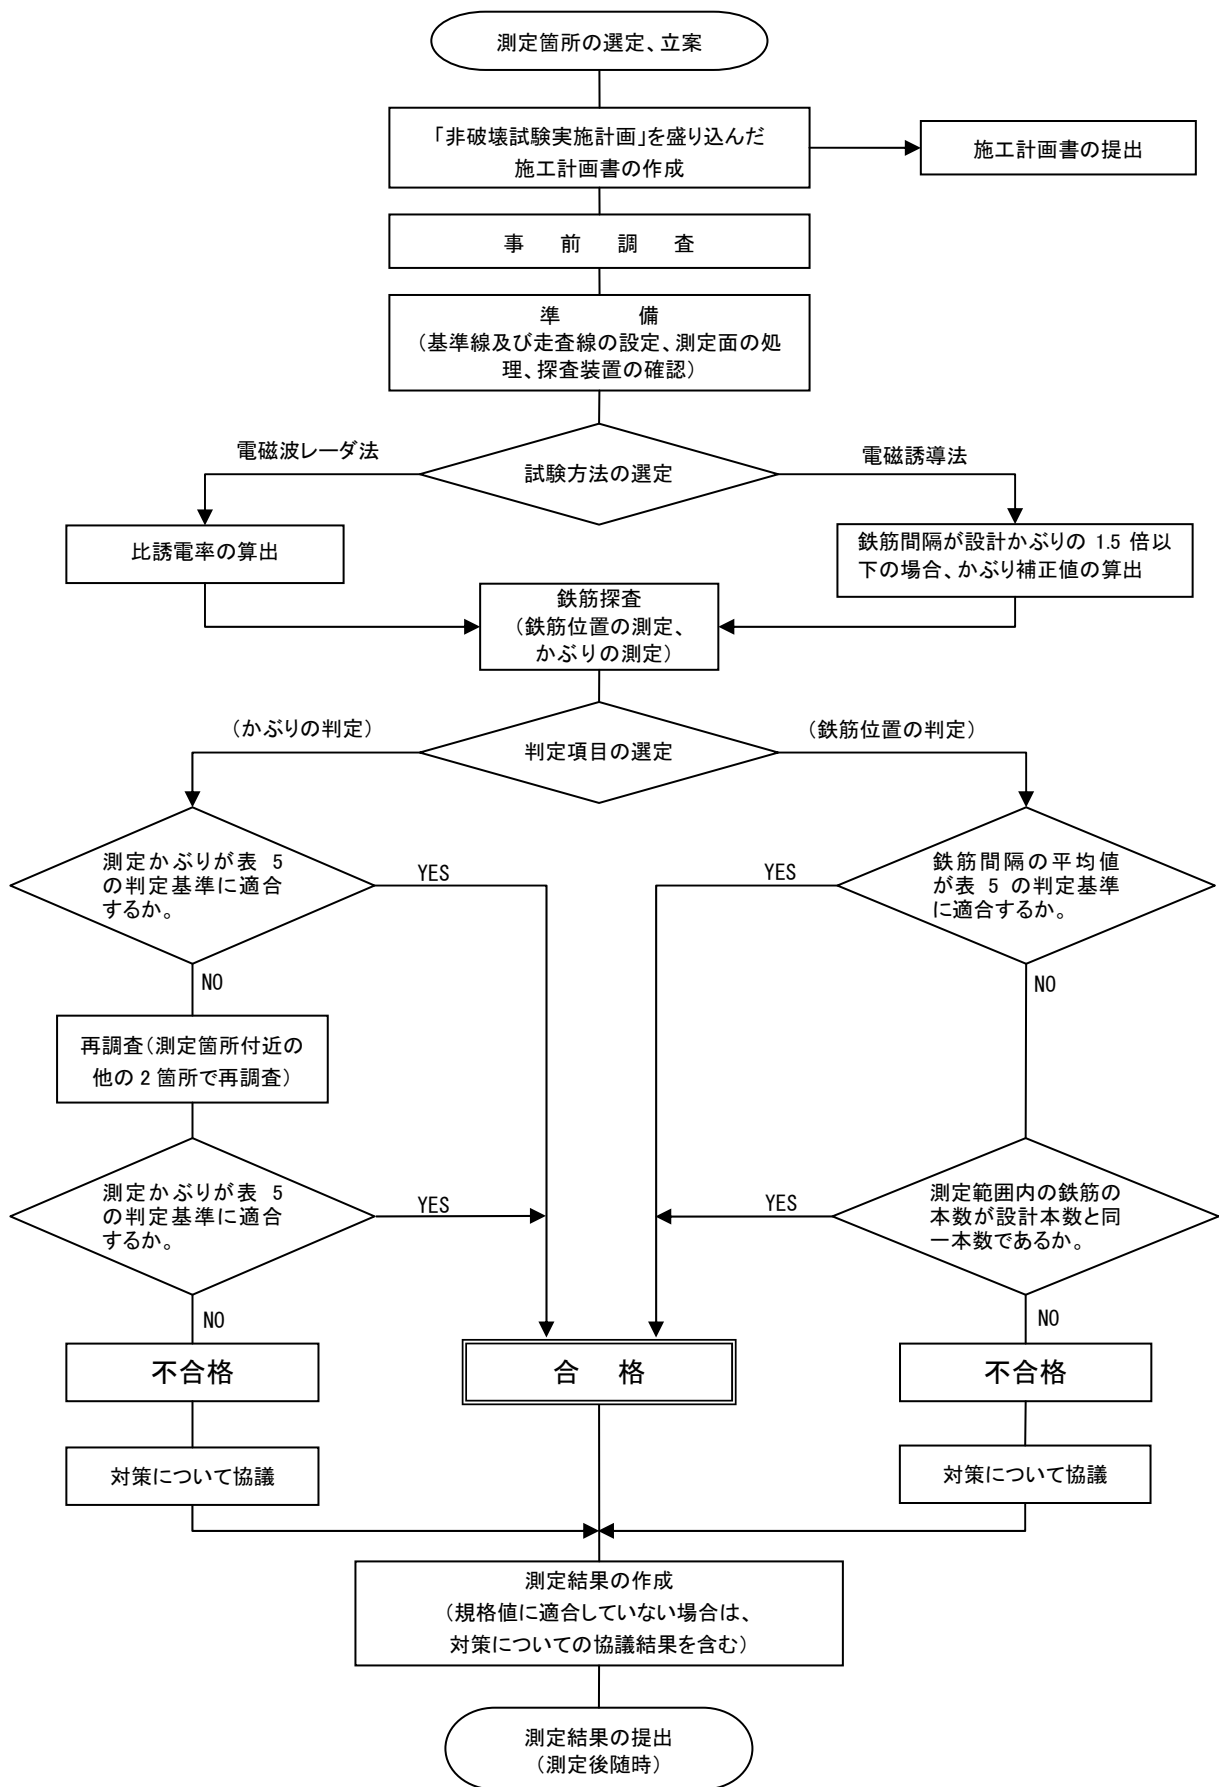 測定箇所の選定、立案
「非破壊試験実施計画」を盛り込んだ
施工計画書の作成
施工計画書の提出
事前調査
準備
（基準線及び走査線の設定、測定面の処
理、探査装置の確認）
電磁波レーダ法
試験方法の選定
電磁誘導法
比誘電率の算出
鉄筋間隔が設計かぶりの 1.5 倍以
下の場合、かぶり補正値の算出
鉄筋探査
（鉄筋位置の測定、
かぶりの測定）
（かぶりの判定）
判定項目の選定
（鉄筋位置の判定）
測定かぶりが表 5
の判定基準に適合
するか。
YES
YES
鉄筋間隔の平均値
が表 5 の判定基準
に適合するか。
NO
NO
再調査（測定箇所付近の
他の 2 箇所で再調査）
測定かぶりが表 5
の判定基準に適合
するか。
YES
YES
測定範囲内の鉄筋の
本数が設計本数と同
一本数であるか。
NO
NO
不合格
合　格
不合格
対策について協議
対策について協議
測定結果の作成
（規格値に適合していない場合は、
対策についての協議結果を含む）
測定結果の提出
（測定後随時）